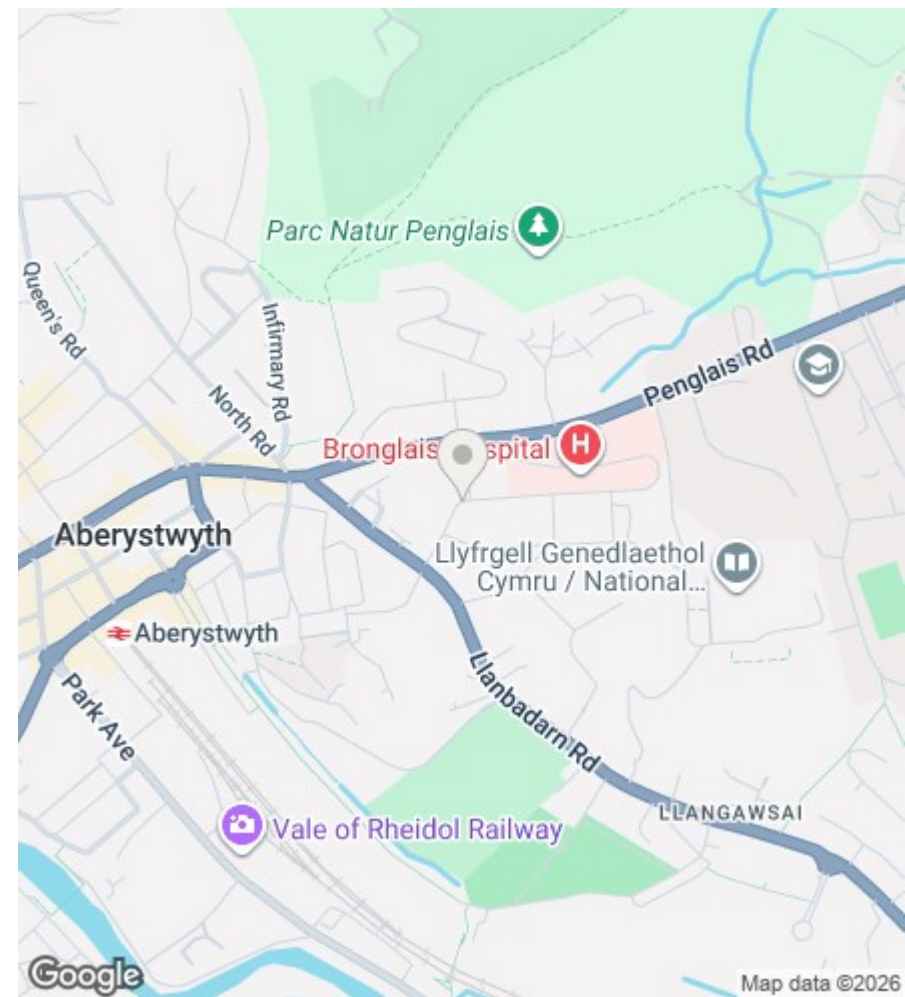 Parc Natur Penglais
Queen's Rd
Infirmary Rd
North Rd
Penglais Rd
Bronglais
H
Aberystwyth
Llyfrgell Genedlaethol
Cymru / National...
Aberystwyth
Llanbadarn Rd
Park Ave
LLANGAWSAI
Vale of Rheidol Railway
Google
Map data ©2026